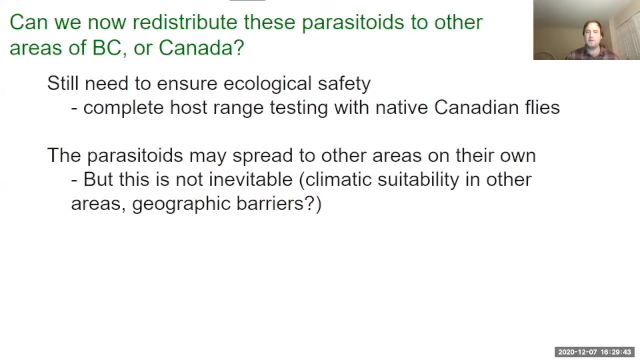 Can we now redistribute these parasitoids to other
areas of BC, or Canada?
Still need to ensure ecological safety
- complete host range testing with native Canadian flies
The parasitoids may spread to other areas on their own
- But this is not inevitable (climatic suitability in other
areas, geographic barriers?)
2020-12-07 16:29:43